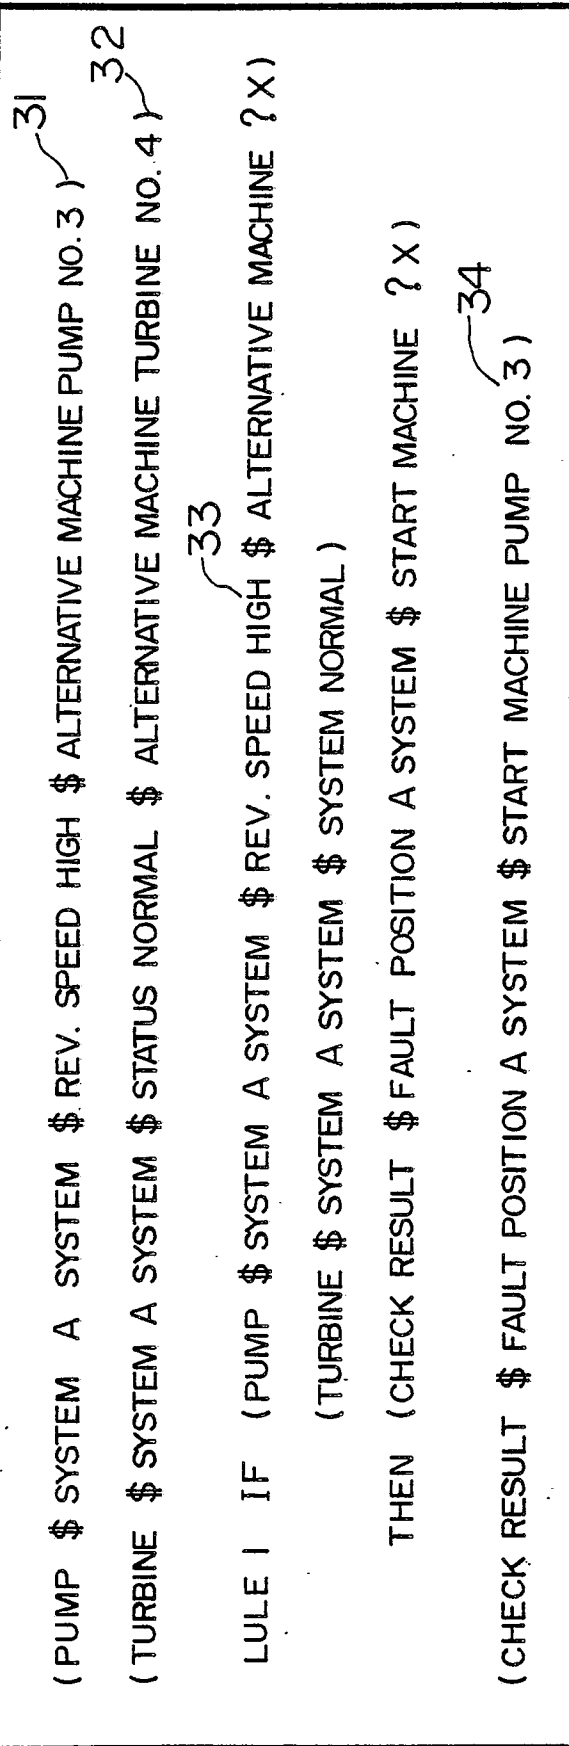 (PUMP $ SYSTEM A SYSTEM $ REV. SPEED HIGH $ ALTERNATIVE MACHINE PUMP NO. 3) 31
(TURBINE $ SYSTEM A SYSTEM $ STATUS NORMAL $ ALTERNATIVE MACHINE TURBINE NO. 4) 32
33
LULE 1 IF (PUMP $ SYSTEM A SYSTEM $ REV. SPEED HIGH $ ALTERNATIVE MACHINE ?X)
(TURBINE $ SYSTEM A SYSTEM $ SYSTEM NORMAL)
THEN (CHECK RESULT $ FAULT POSITION A SYSTEM $ START MACHINE ?X)
34
(CHECK RESULT $ FAULT POSITION A SYSTEM $ START MACHINE PUMP NO. 3)